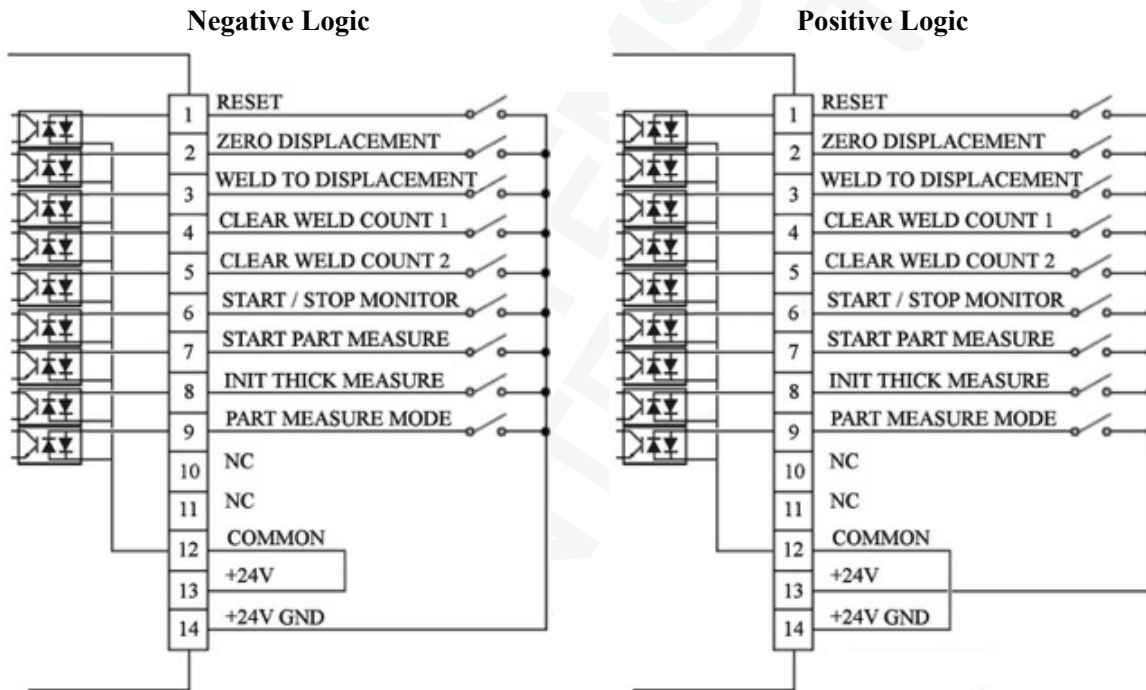 Negative Logic
1 RESET
2 ZERO DISPLACEMENT
3 WELD TO DISPLACEMENT
4 CLEAR WELD COUNT 1
5 CLEAR WELD COUNT 2
6 START / STOP MONITOR
7 START PART MEASURE
8 INIT THICK MEASURE
9 PART MEASURE MODE
10 NC
11 NC
12 COMMON
13 +24V
14 +24V GND
Positive Logic
1 RESET
2 ZERO DISPLACEMENT
3 WELD TO DISPLACEMENT
4 CLEAR WELD COUNT 1
5 CLEAR WELD COUNT 2
6 START / STOP MONITOR
7 START PART MEASURE
8 INIT THICK MEASURE
9 PART MEASURE MODE
10 NC
11 NC
12 COMMON
13 +24V
14 +24V GND